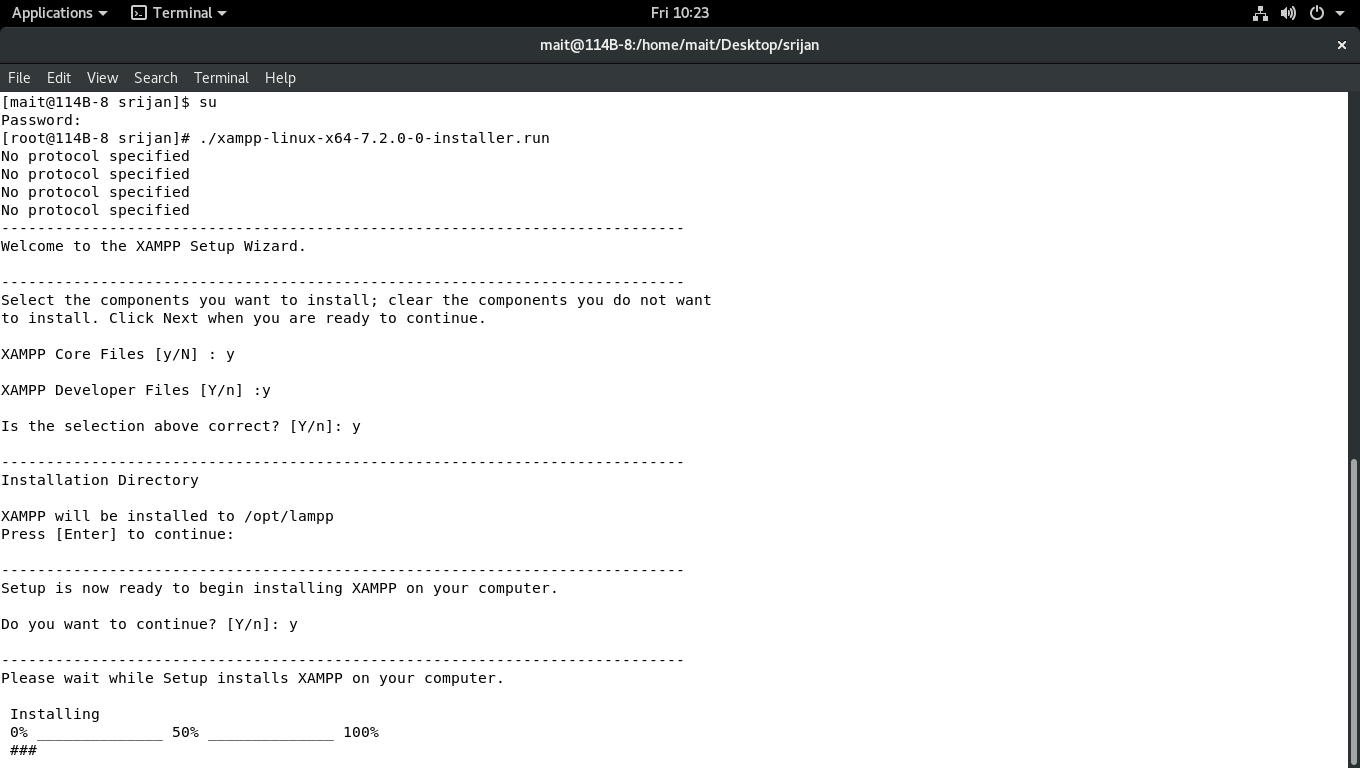 Applications Terminal Fri 10:23
mait@114B-8:/home/mait/Desktop/srijan ×
File Edit View Search Terminal Help
[mait@114B-8 srijan]$ su
Password:
[root@114B-8 srijan]# ./xampp-linux-x64-7.2.0-0-installer.run
No protocol specified
No protocol specified
No protocol specified
No protocol specified
----------------------------------------------------------------------------
Welcome to the XAMPP Setup Wizard.
----------------------------------------------------------------------------
Select the components you want to install; clear the components you do not want
to install. Click Next when you are ready to continue.
XAMPP Core Files [y/N] : y
XAMPP Developer Files [Y/n] :y
Is the selection above correct? [Y/n]: y
----------------------------------------------------------------------------
Installation Directory
XAMPP will be installed to /opt/lampp
Press [Enter] to continue:
----------------------------------------------------------------------------
Setup is now ready to begin installing XAMPP on your computer.
Do you want to continue? [Y/n]: y
----------------------------------------------------------------------------
Please wait while Setup installs XAMPP on your computer.
Installing
0% ______________ 50% ______________ 100%
###